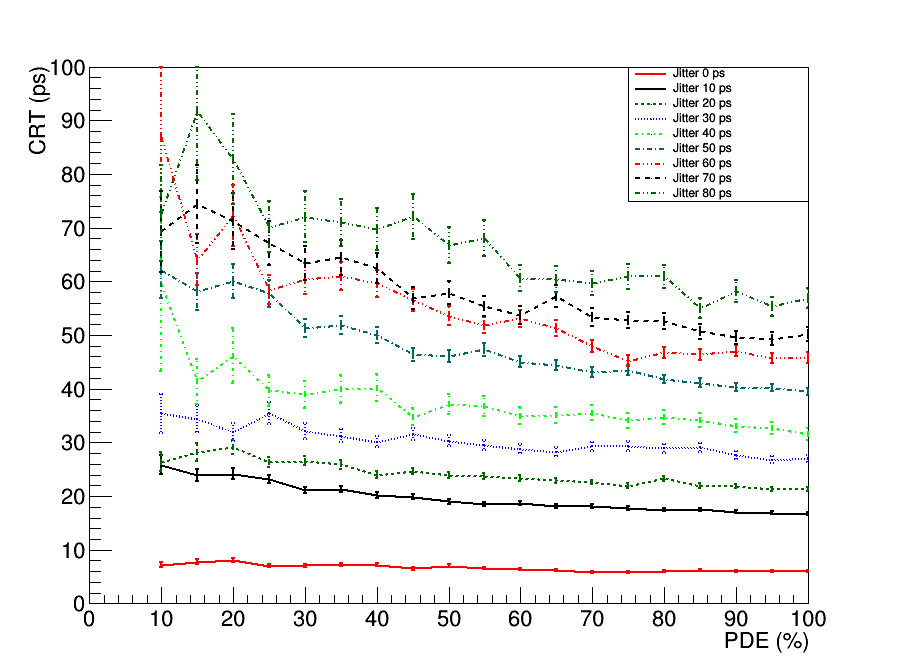 CRT (ps)
100
90
80
70
60
50
40
30
20
10
0
Jitter 0 ps
Jitter 10 ps
Jitter 20 ps
Jitter 30 ps
Jitter 40 ps
Jitter 50 ps
Jitter 60 ps
Jitter 70 ps
Jitter 80 ps
0 10 20 30 40 50 60 70 80 90 100
PDE (%)